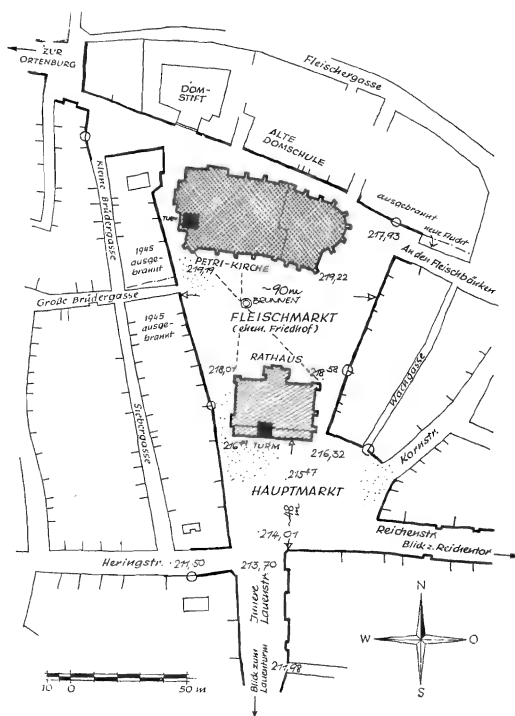 ZUR
ORTENBURG
Fleischergasse
DOM-
STIFT
ALTE
DOMSCHULE
Kleine Brüdergasse
ausgebrannt
neue Flucht
217,93
TURM
An den Fleischbänken
1945
ausge-
brannt
PETRI-KIRCHE
219,19
219,22
~90m
BRUNNEN
Große Brüdergasse
FLEISCHMARKT
(ehem. Friedhof)
1945
ausge-
brannt
RATHAUS
218,01
218,58
Wachgasse
Siebergasse
Kornstr.
TURM
216,32
215,47
HAUPTMARKT
~48m
Reichenstr.
Blick z. Reichentor
214,01
Heringstr.
211,50
213,70
Innere
Lauenstr.
211,98
Blick zum
Lauenturm
N
W
O
S
10 0 50 m